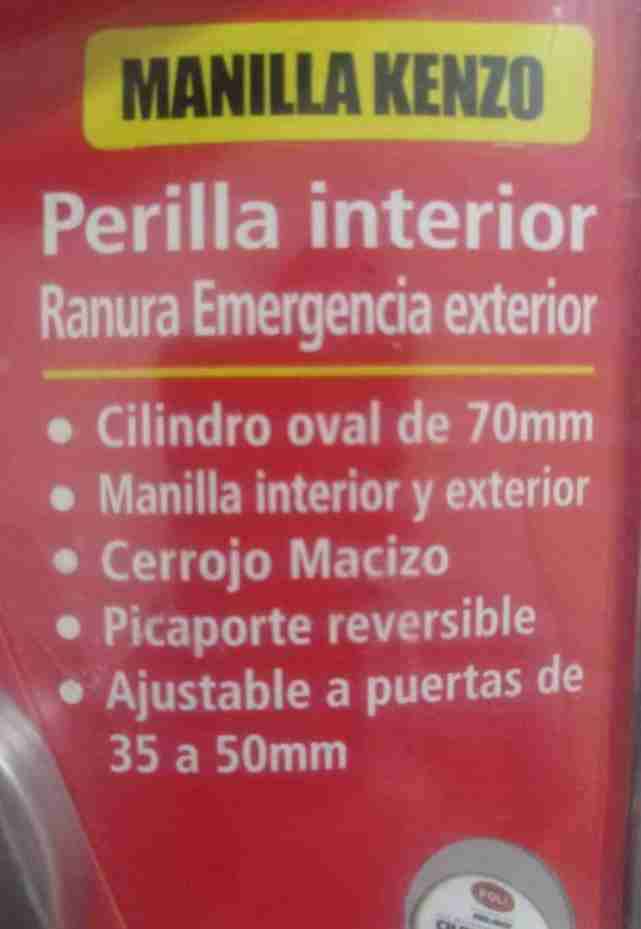 MANILLA KENZO
Perilla interior
Ranura Emergencia exterior
• Cilindro oval de 70mm
• Manilla interior y exterior
• Cerrojo Macizo
• Picaporte reversible
• Ajustable a puertas de
35 a 50mm
POLI